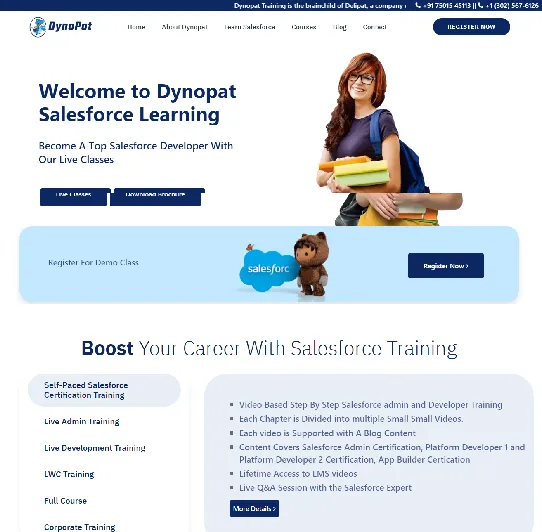 Dynopat Training is the brainchild of Dolipat, a company
+91 75015 45113 || +1 (302) 567-6126
DynoPat
Home About Dynopat Learn Salesforce Courses Blog Contact REGISTER NOW
Welcome to Dynopat
Salesforce Learning
Become A Top Salesforce Developer With
Our Live Classes
Live Classes Download Brochure
Register For Demo Class
salesforc
Register Now >
Boost Your Career With Salesforce Training
Self-Paced Salesforce
Certification Training
Live Admin Training
Live Development Training
LWC Training
Full Course
Corporate Training
Video Based Step By Step Salesforce admin and Developer Training
Each Chapter is Divided into multiple Small Small Videos.
Each video is Supported with A Blog Content
Content Covers Salesforce Admin Certification, Platform Developer 1 and
Platform Developer 2 Certification, App Builder Certication
Lifetime Access to LMS videos
Live Q&A Session with the Salesforce Expert
More Details >